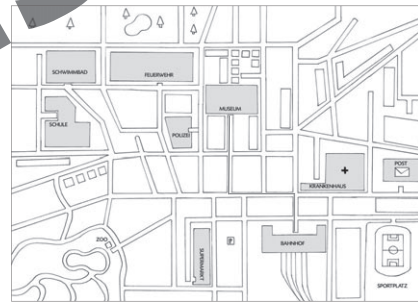 SCHWIMMBAD
FEUERWEHR
MUSEUM
SCHULE
POLIZEI
POST
KRANKENHAUS
ZOO
SUPERMARKT
P
BAHNHOF
SPORTPLATZ